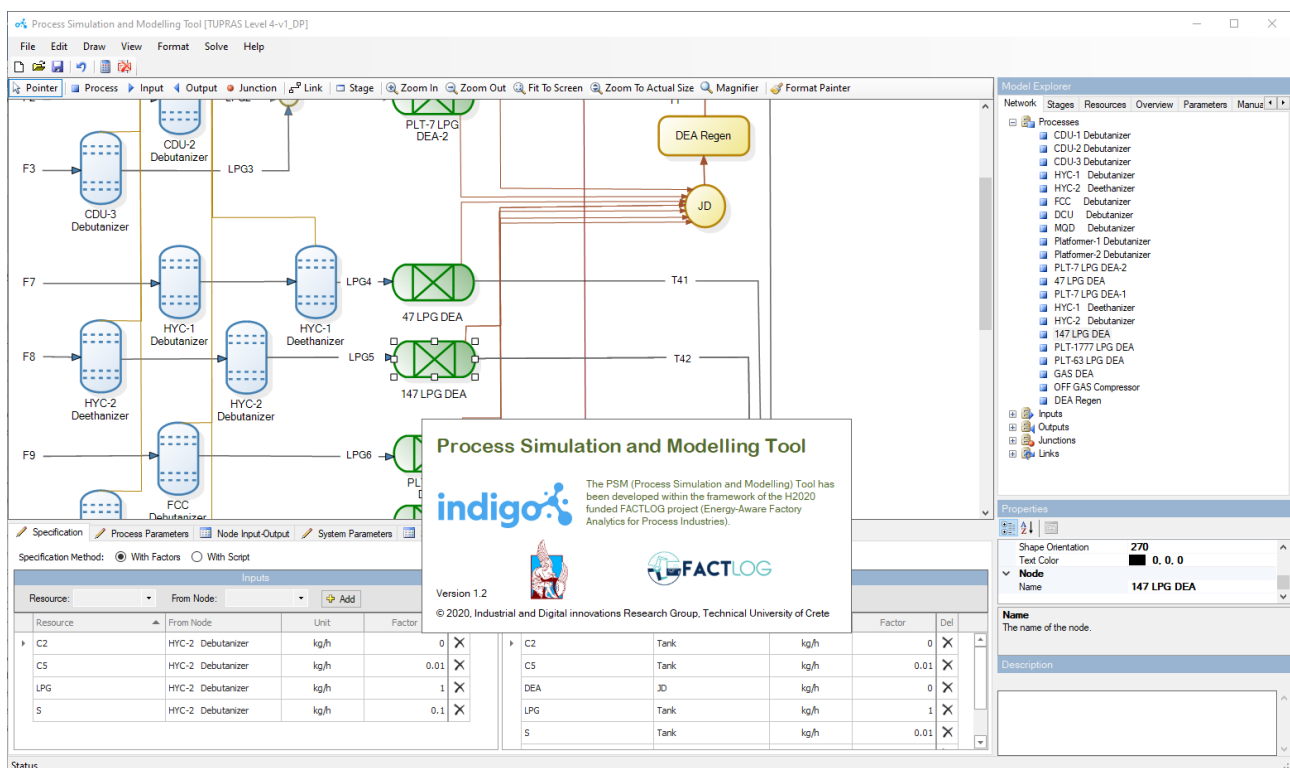 Process Simulation and Modelling Tool [TUPRAS Level 4-v1_DP]
File Edit Draw View Format Solve Help
Pointer Process Input Output Junction Link Stage Zoom In Zoom Out Fit To Screen Zoom To Actual Size Magnifier Format Painter
CDU-2
Debutanizer
PLT-7 LPG
DEA-2
DEA Regen
F3
LPG3
CDU-3
Debutanizer
JD
F7
LPG4
T41
HYC-1
Debutanizer
HYC-1
Deethanizer
47 LPG DEA
F8
LPG5
T42
HYC-2
Deethanizer
HYC-2
Debutanizer
147 LPG DEA
F9
LPG6
FCC
Debutanizer
Model Explorer
Network Stages Resources Overview Parameters Manua
Processes
CDU-1 Debutanizer
CDU-2 Debutanizer
CDU-3 Debutanizer
HYC-1 Debutanizer
HYC-2 Deethanizer
FCC Debutanizer
DCU Debutanizer
MQD Debutanizer
Platformer-1 Debutanizer
Platformer-2 Debutanizer
PLT-7 LPG DEA-2
47 LPG DEA
PLT-7 LPG DEA-1
HYC-1 Deethanizer
HYC-2 Debutanizer
147 LPG DEA
PLT-1777 LPG DEA
PLT-63 LPG DEA
GAS DEA
OFF GAS Compressor
DEA Regen
Inputs
Outputs
Junctions
Links
Process Simulation and Modelling Tool
indigo
The PSM (Process Simulation and Modelling) Tool has
been developed within the framework of the H2020
funded FACTLOG project (Energy-Aware Factory
Analytics for Process Industries).
FACTLOG
Version 1.2
© 2020, Industrial and Digital innovations Research Group, Technical University of Crete
Specification Process Parameters Node Input-Output System Parameters
Specification Method: With Factors With Script
Inputs
Resource: From Node: Add
Resource From Node Unit Factor
C2 HYC-2 Debutanizer kg/h 0
C5 HYC-2 Debutanizer kg/h 0.01
LPG HYC-2 Debutanizer kg/h 1
S HYC-2 Debutanizer kg/h 0.1
Factor Del
C2 Tank kg/h 0
C5 Tank kg/h 0.01
DEA JD kg/h 0
LPG Tank kg/h 1
S Tank kg/h 0.01
Properties
Shape Orientation 270
Text Color 0, 0, 0
Node
Name 147 LPG DEA
Name
The name of the node.
Description
Status